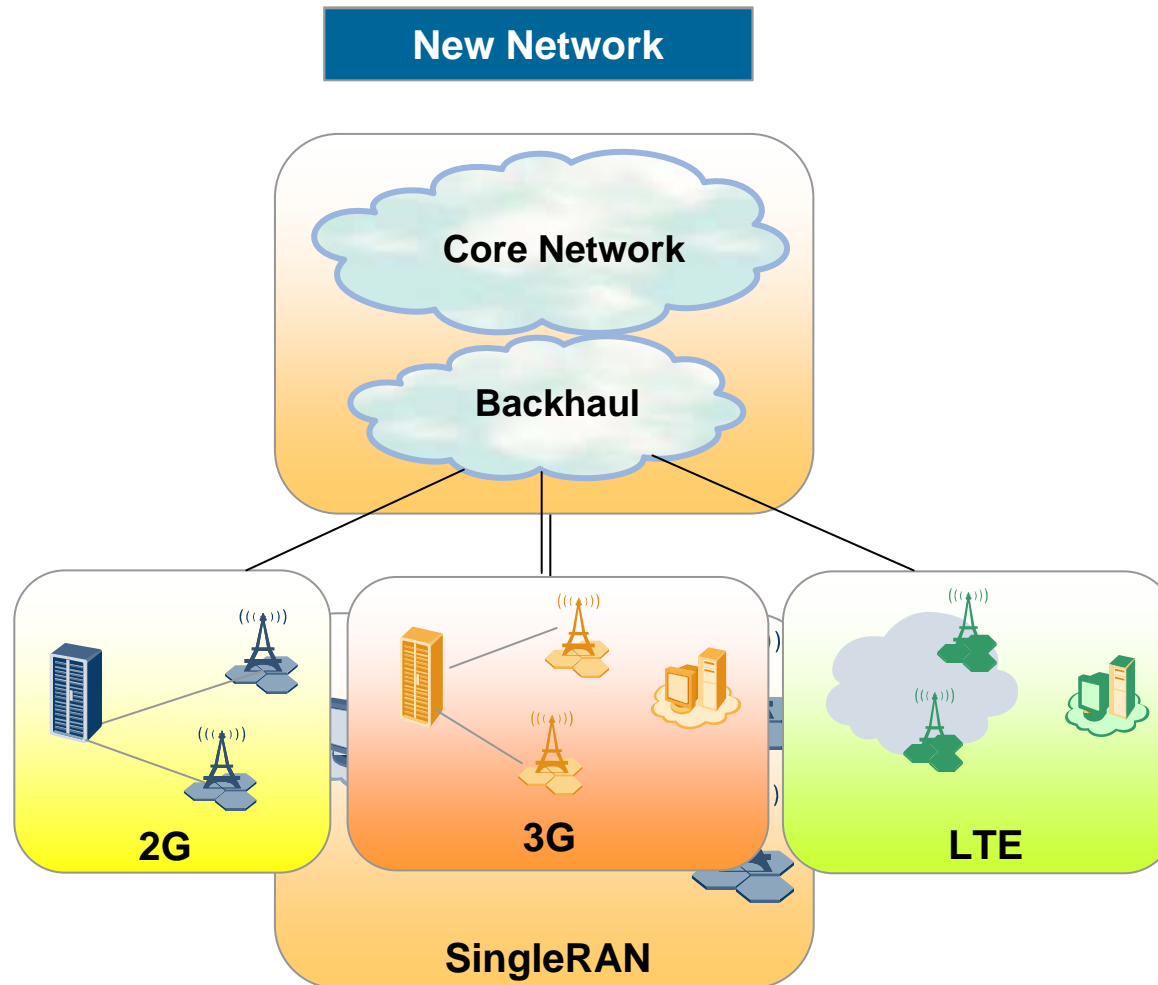 New Network
Core Network
Backhaul
2G
3G
LTE
SingleRAN